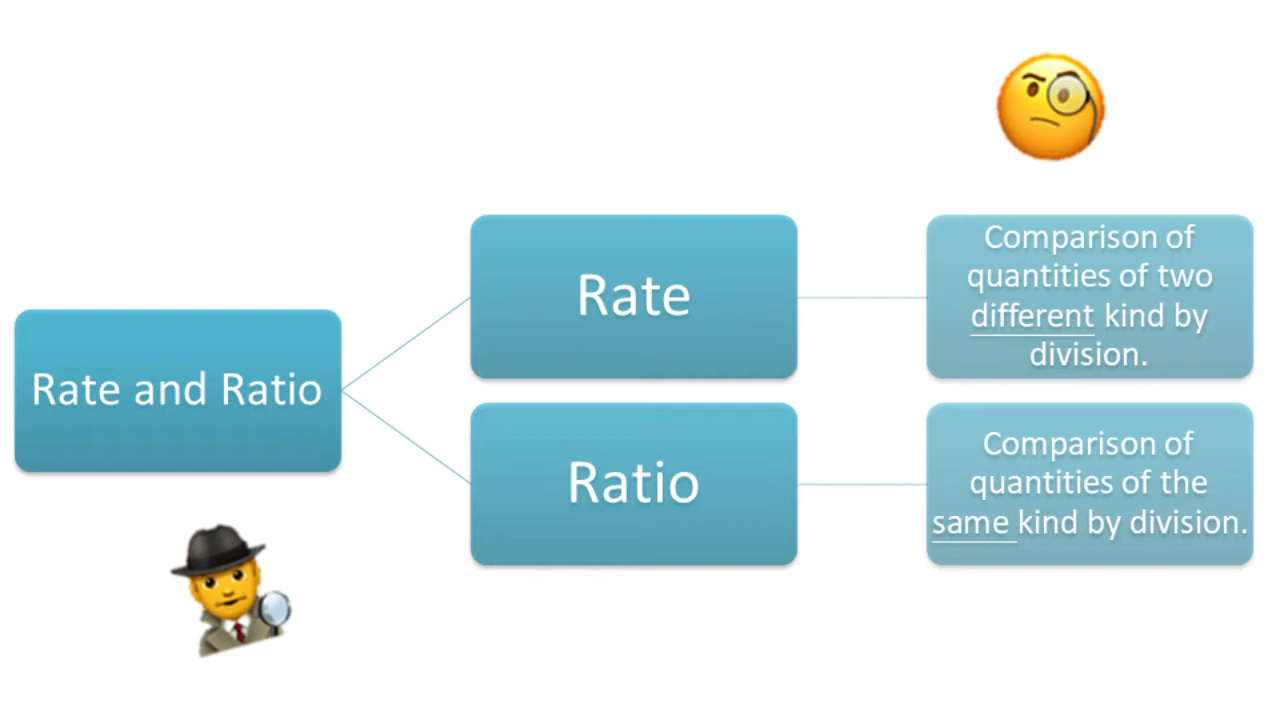 Rate and Ratio
Rate
Comparison of
quantities of two
different kind by
division.
Ratio
Comparison of
quantities of the
same kind by division.